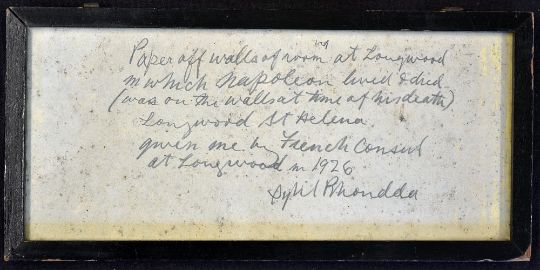 Paper off walls of room at Longwood
in which Napoleon lived & died
(was on the walls at time of his death)
Longwood St Helena
given me by French Consul
at Longwood in 1926
Sybil Rhondda